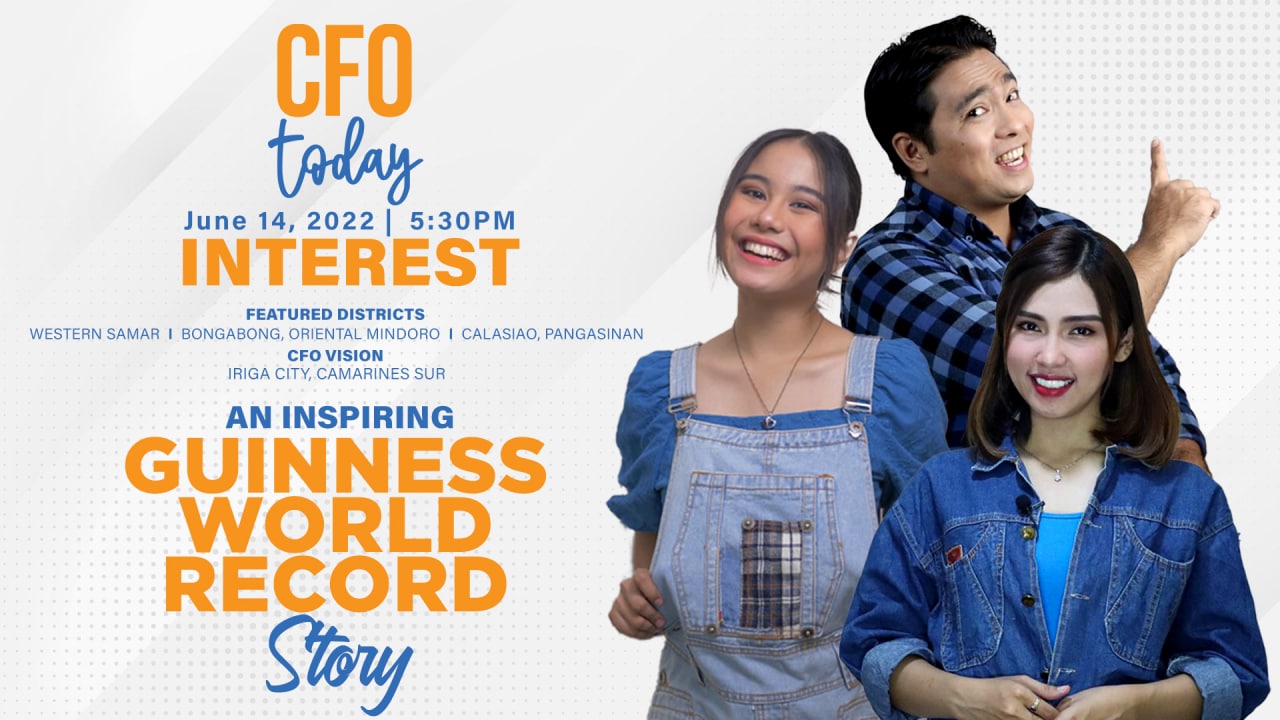 CFO
today
June 14, 2022 | 5:30PM
INTEREST
FEATURED DISTRICTS
WESTERN SAMAR I BONGABONG, ORIENTAL MINDORO I CALASIAO, PANGASINAN
CFO VISION
IRIGA CITY, CAMARINES SUR
AN INSPIRING
GUINNESS
WORLD
RECORD
Story